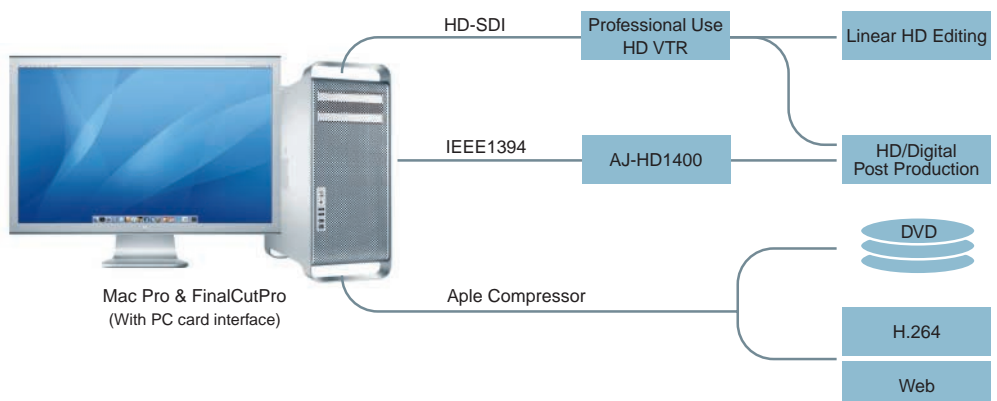 HD-SDI
Professional Use
HD VTR
Linear HD Editing
IEEE1394
AJ-HD1400
HD/Digital
Post Production
DVD
Mac Pro & FinalCutPro
(With PC card interface)
Aple Compressor
H.264
Web